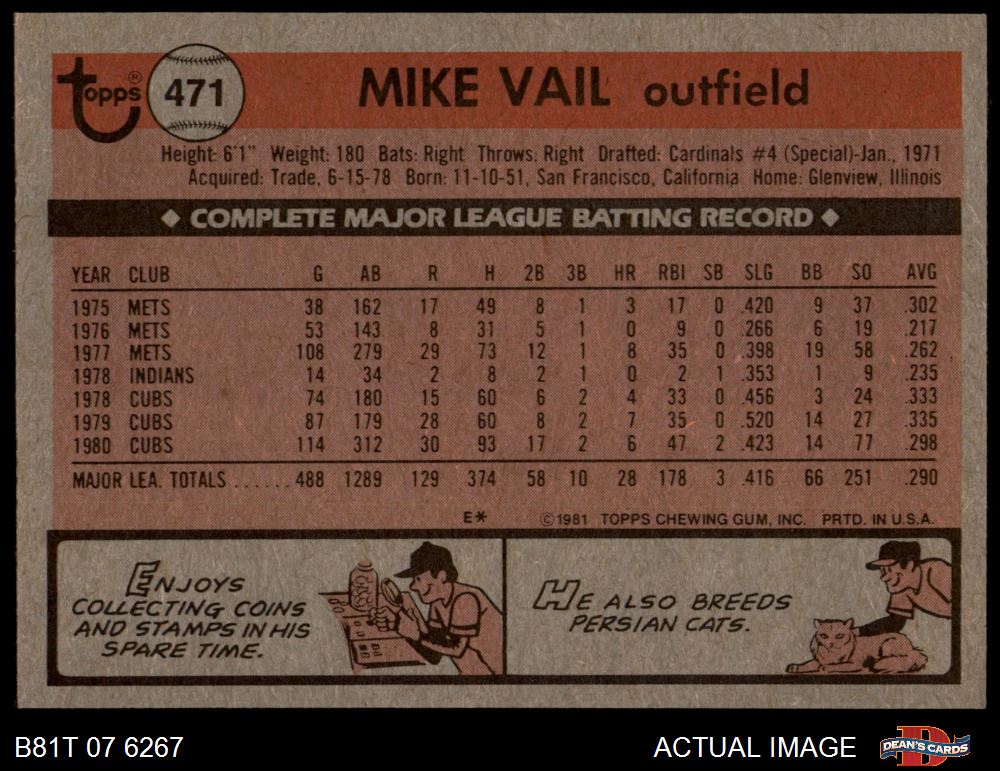 topps® 471 MIKE VAIL outfield
Height: 6'1" Weight: 180 Bats: Right Throws: Right Drafted: Cardinals #4 (Special)-Jan., 1971
Acquired: Trade, 6-15-78 Born: 11-10-51, San Francisco, California Home: Glenview, Illinois
◆ COMPLETE MAJOR LEAGUE BATTING RECORD ◆
YEAR CLUB G AB R H 2B 3B HR RBI SB SLG BB SO AVG
1975 METS 38 162 17 49 8 1 3 17 0 .420 9 37 .302
1976 METS 53 143 8 31 5 1 0 9 0 .266 6 19 .217
1977 METS 108 279 29 73 12 1 8 35 0 .398 19 58 .262
1978 INDIANS 14 34 2 8 2 1 0 2 1 .353 1 9 .235
1978 CUBS 74 180 15 60 6 2 4 33 0 .456 3 24 .333
1979 CUBS 87 179 28 60 8 2 7 35 0 .520 14 27 .335
1980 CUBS 114 312 30 93 17 2 6 47 2 .423 14 77 .298
MAJOR LEA. TOTALS ...... 488 1289 129 374 58 10 28 178 3 .416 66 251 .290
E* ©1981 TOPPS CHEWING GUM, INC. PRTD. IN U.S.A.
ENJOYS
COLLECTING COINS
AND STAMPS IN HIS
SPARE TIME.
HE ALSO BREEDS
PERSIAN CATS.
B81T 07 6267
ACTUAL IMAGE
DEAN'S CARDS